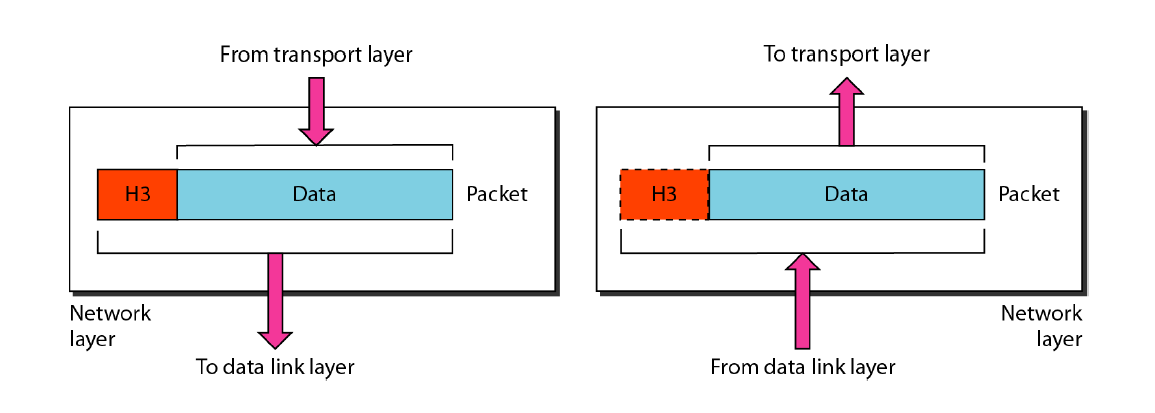 From transport layer
H3
Data
Packet
Network
layer
To data link layer
To transport layer
H3
Data
Packet
Network
layer
From data link layer